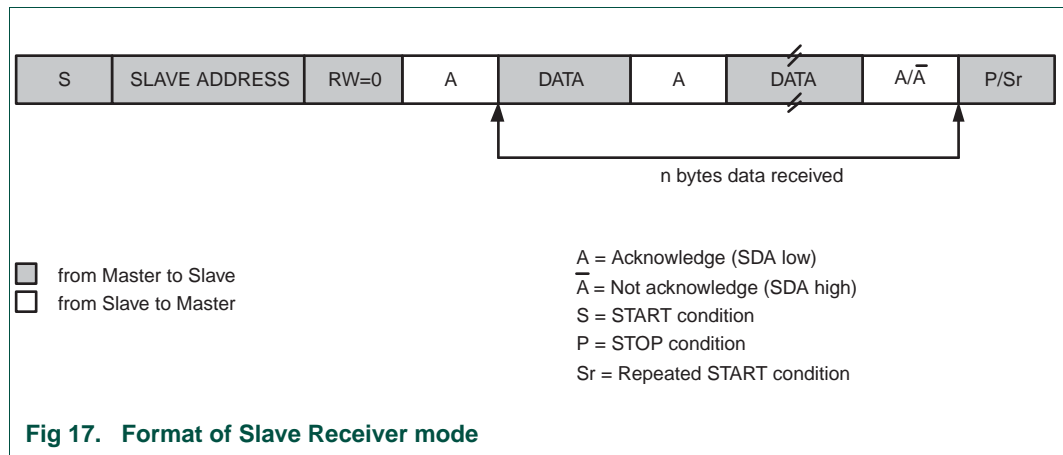 S SLAVE ADDRESS RW=0 A DATA A DATA A/A̅ P/Sr
n bytes data received
from Master to Slave
from Slave to Master
A = Acknowledge (SDA low)
A̅ = Not acknowledge (SDA high)
S = START condition
P = STOP condition
Sr = Repeated START condition
Fig 17. Format of Slave Receiver mode